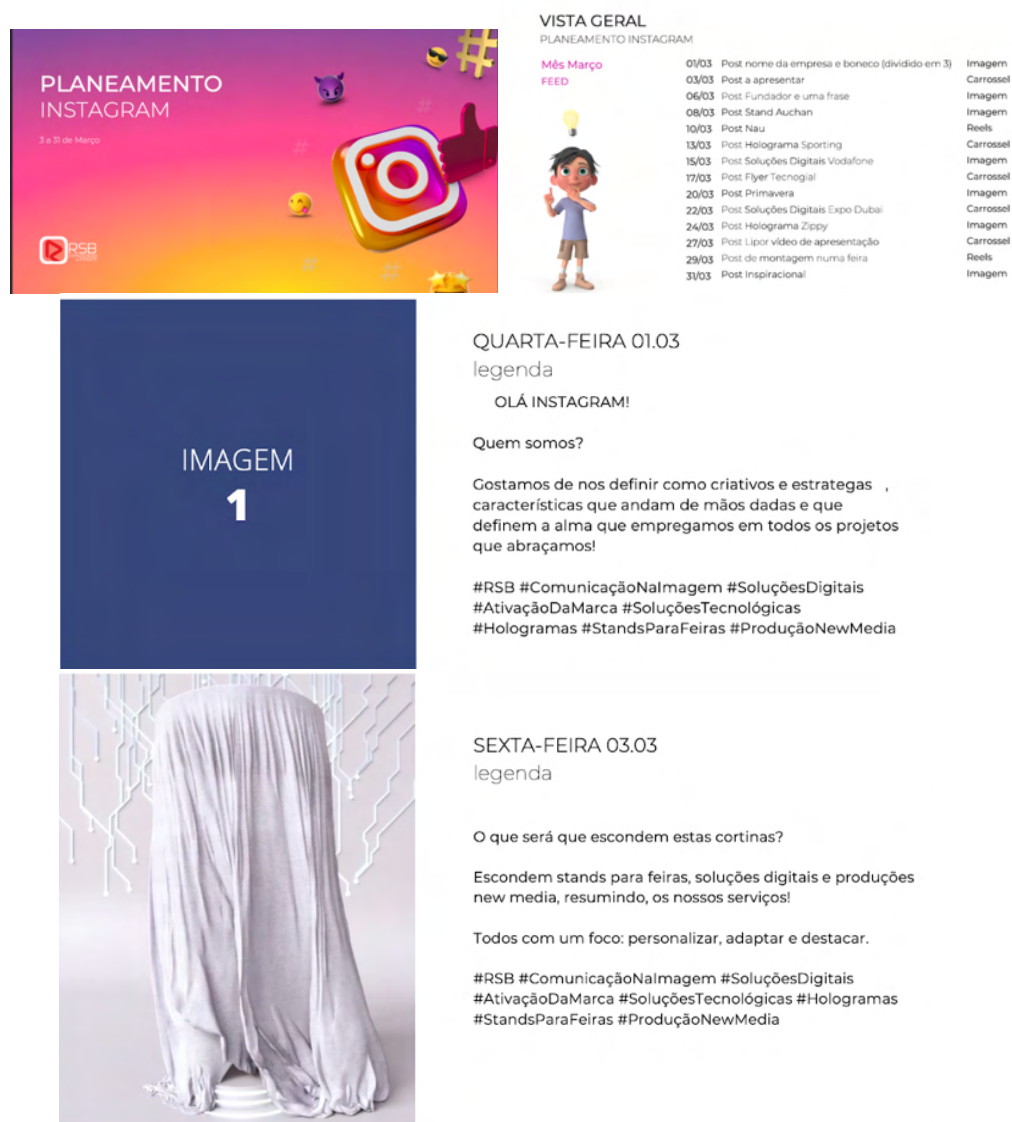 PLANEAMENTO
INSTAGRAM
3 a 31 de Março
RSB
VISTA GERAL
PLANEAMENTO INSTAGRAM
Mês Março
FEED
01/03 Post nome da empresa e boneco (dividido em 3) Imagem
03/03 Post a apresentar Carrossel
06/03 Post Fundador e uma frase Imagem
08/03 Post Stand Auchan Imagem
10/03 Post Nau Reels
13/03 Post Holograma Sporting Carrossel
15/03 Post Soluções Digitais Vodafone Imagem
17/03 Post Flyer Tecnogial Carrossel
20/03 Post Primavera Imagem
22/03 Post Soluções Digitais Expo Dubai Carrossel
24/03 Post Holograma Zippy Imagem
27/03 Post Lipor vídeo de apresentação Carrossel
29/03 Post de montagem numa feira Reels
31/03 Post Inspiracional Imagem
IMAGEM
1
QUARTA-FEIRA 01.03
legenda
OLÁ INSTAGRAM!
Quem somos?
Gostamos de nos definir como criativos e estrategas ,
características que andam de mãos dadas e que
definem a alma que empregamos em todos os projetos
que abraçamos!
#RSB #ComunicaçãoNaImagem #SoluçõesDigitais
#AtivaçãoDaMarca #SoluçõesTecnológicas
#Hologramas #StandsParaFeiras #ProduçãoNewMedia
SEXTA-FEIRA 03.03
legenda
O que será que escondem estas cortinas?
Escondem stands para feiras, soluções digitais e produções
new media, resumindo, os nossos serviços!
Todos com um foco: personalizar, adaptar e destacar.
#RSB #ComunicaçãoNaImagem #SoluçõesDigitais
#AtivaçãoDaMarca #SoluçõesTecnológicas #Hologramas
#StandsParaFeiras #ProduçãoNewMedia